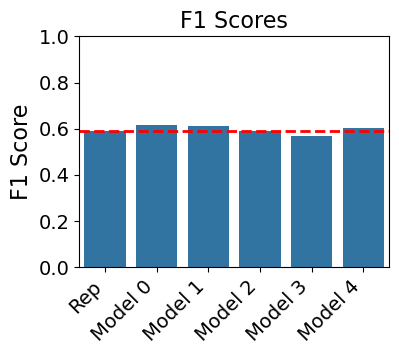 F1 Scores
F1 Score
1.0
0.8
0.6
0.4
0.2
0.0
Rep
Model 0
Model 1
Model 2
Model 3
Model 4